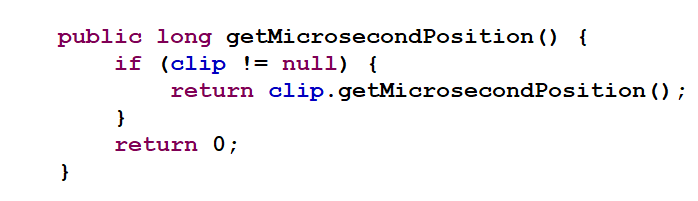 public long getMicrosecondPosition() {
    if (clip != null) {
        return clip.getMicrosecondPosition();
    }
    return 0;
}